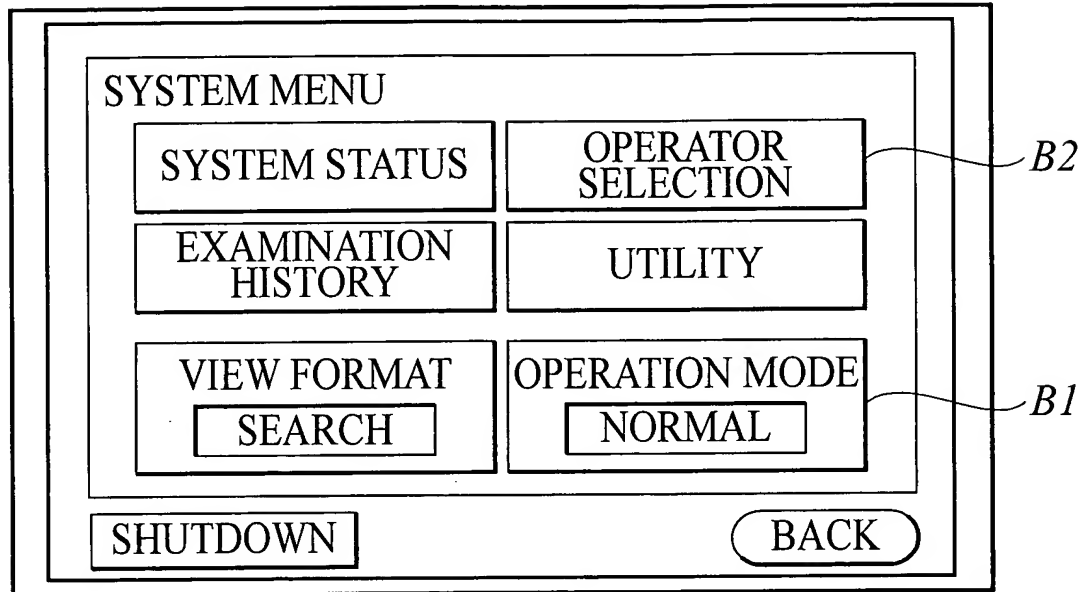 SYSTEM MENU
SYSTEM STATUS
OPERATOR
SELECTION
B2
EXAMINATION
HISTORY
UTILITY
VIEW FORMAT
SEARCH
OPERATION MODE
NORMAL
B1
SHUTDOWN
BACK